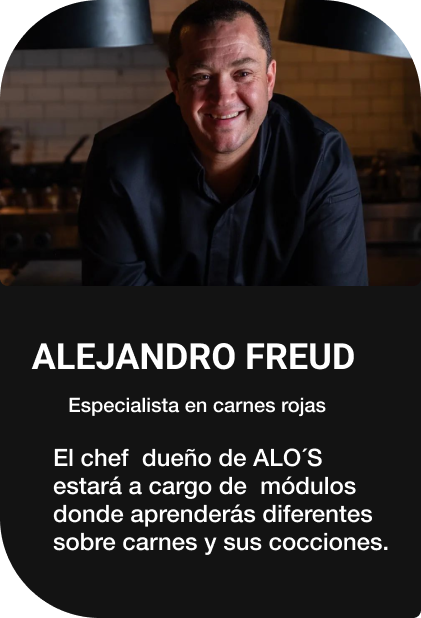 ALEJANDRO FREUD
Especialista en carnes rojas
El chef  dueño de ALO´S
estará a cargo de  módulos
donde aprenderás diferentes
sobre carnes y sus cocciones.